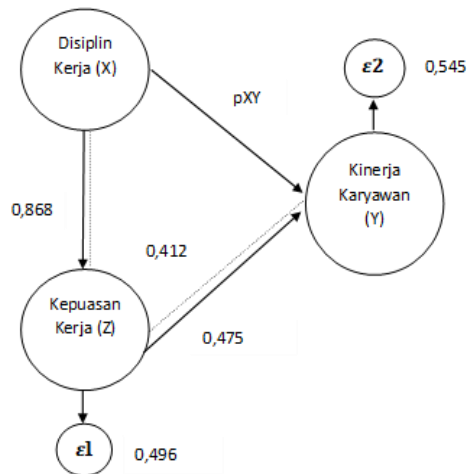 Disiplin
Kerja (X)
ε2
0,545
pXY
Kinerja
Karyawan
(Y)
0,868
0,412
Kepuasan
Kerja (Z)
0,475
ε1
0,496